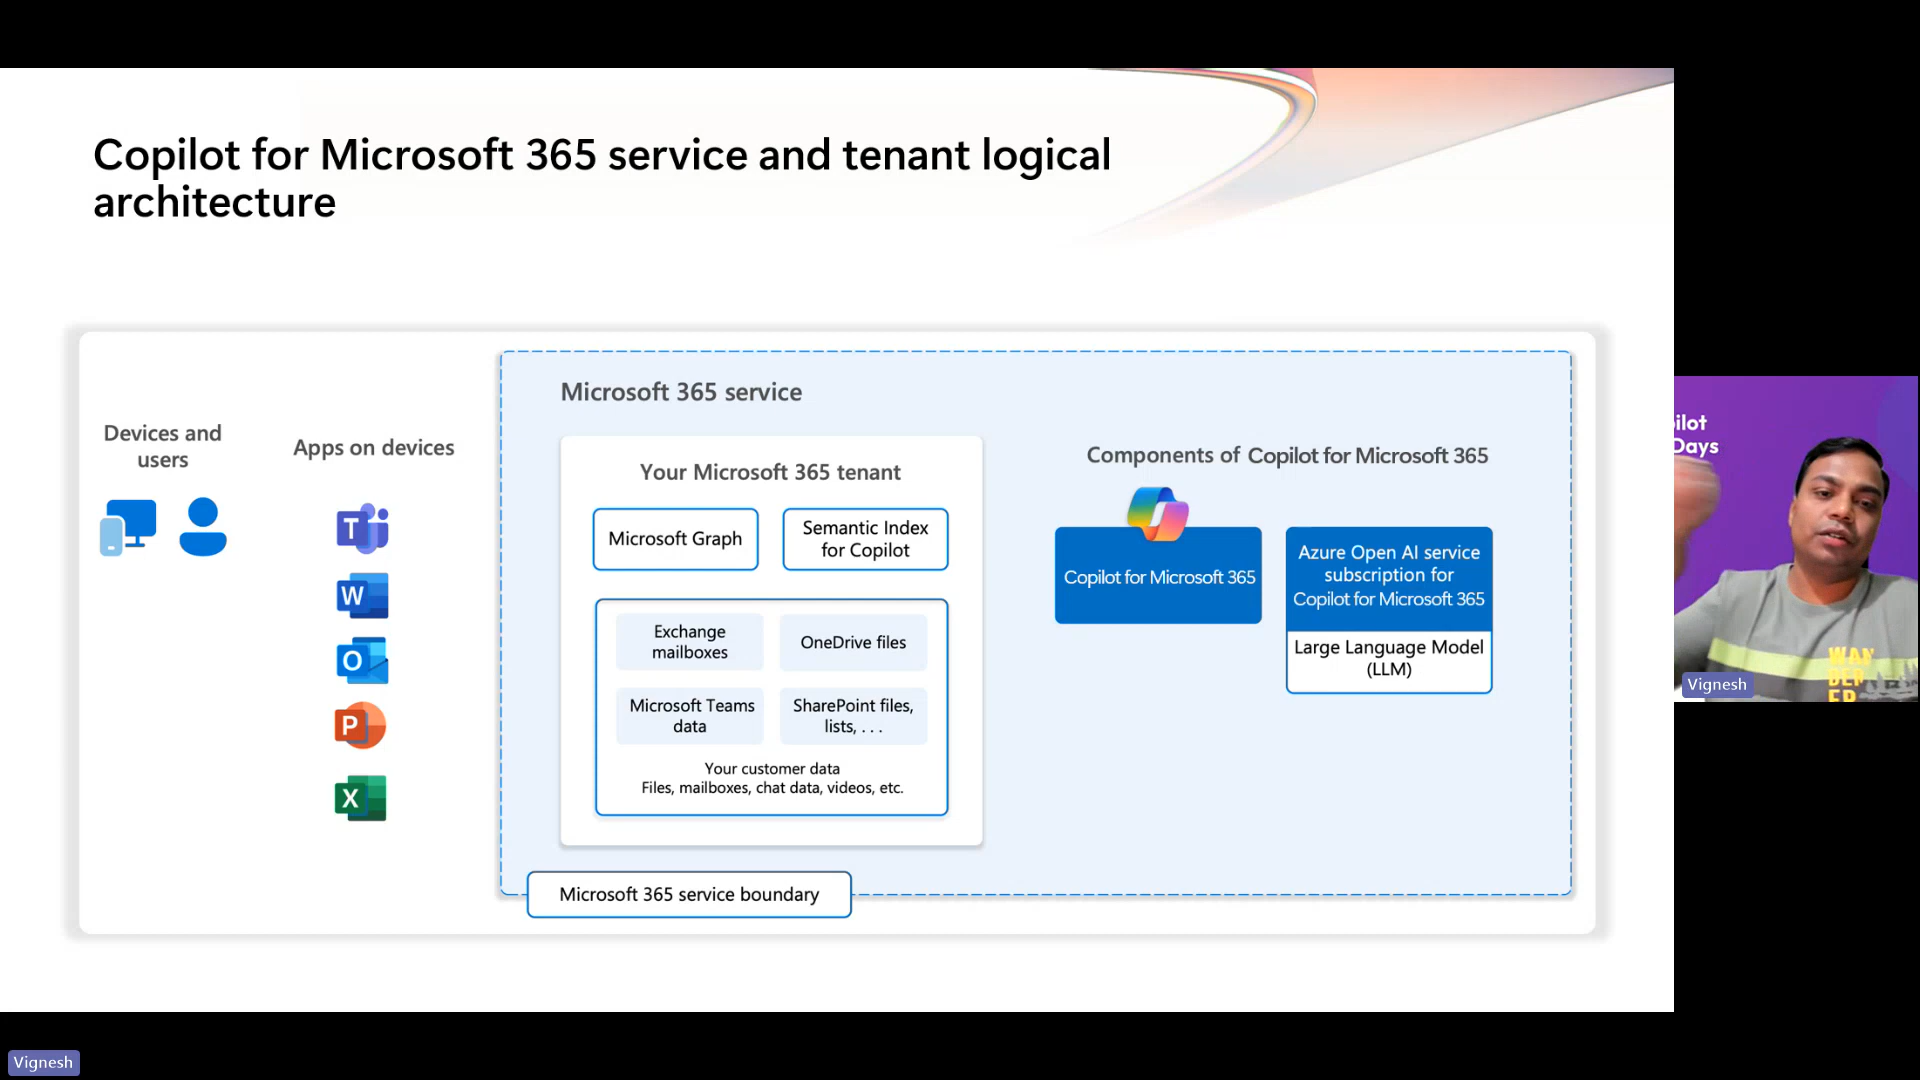 Copilot for Microsoft 365 service and tenant logical
architecture
Devices and
users
Apps on devices
T
W
O
P
X
Microsoft 365 service
Your Microsoft 365 tenant
Microsoft Graph
Semantic Index
for Copilot
Exchange
mailboxes
OneDrive files
Microsoft Teams
data
SharePoint files,
lists, . . .
Your customer data
Files, mailboxes, chat data, videos, etc.
Microsoft 365 service boundary
Components of Copilot for Microsoft 365
Copilot for Microsoft 365
Azure Open AI service
subscription for
Copilot for Microsoft 365
Large Language Model
(LLM)
ilot
Days
WAN
DER
ER
Vignesh
Vignesh